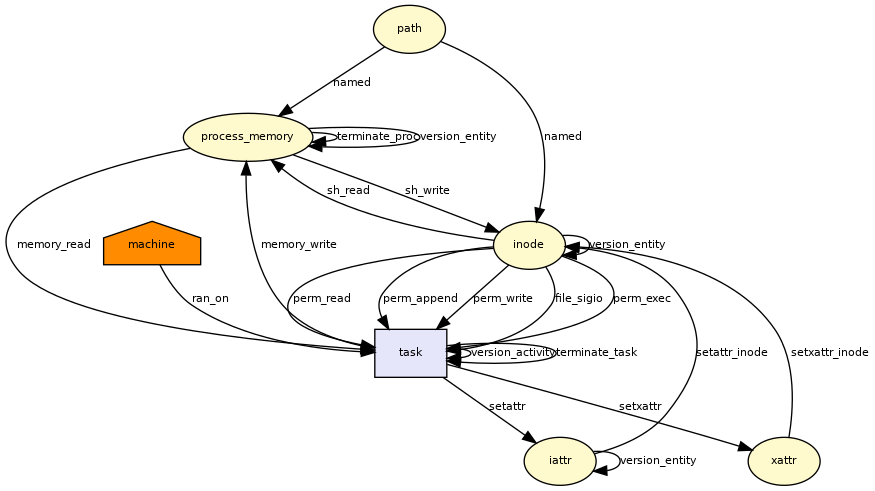 path
named
process_memory
terminate_proc
version_entity
named
sh_read
sh_write
memory_read
machine
memory_write
inode
version_entity
ran_on
perm_read
perm_append
perm_write
file_sigio
perm_exec
task
version_activity
terminate_task
setattr_inode
setxattr_inode
setattr
setxattr
iattr
version_entity
xattr